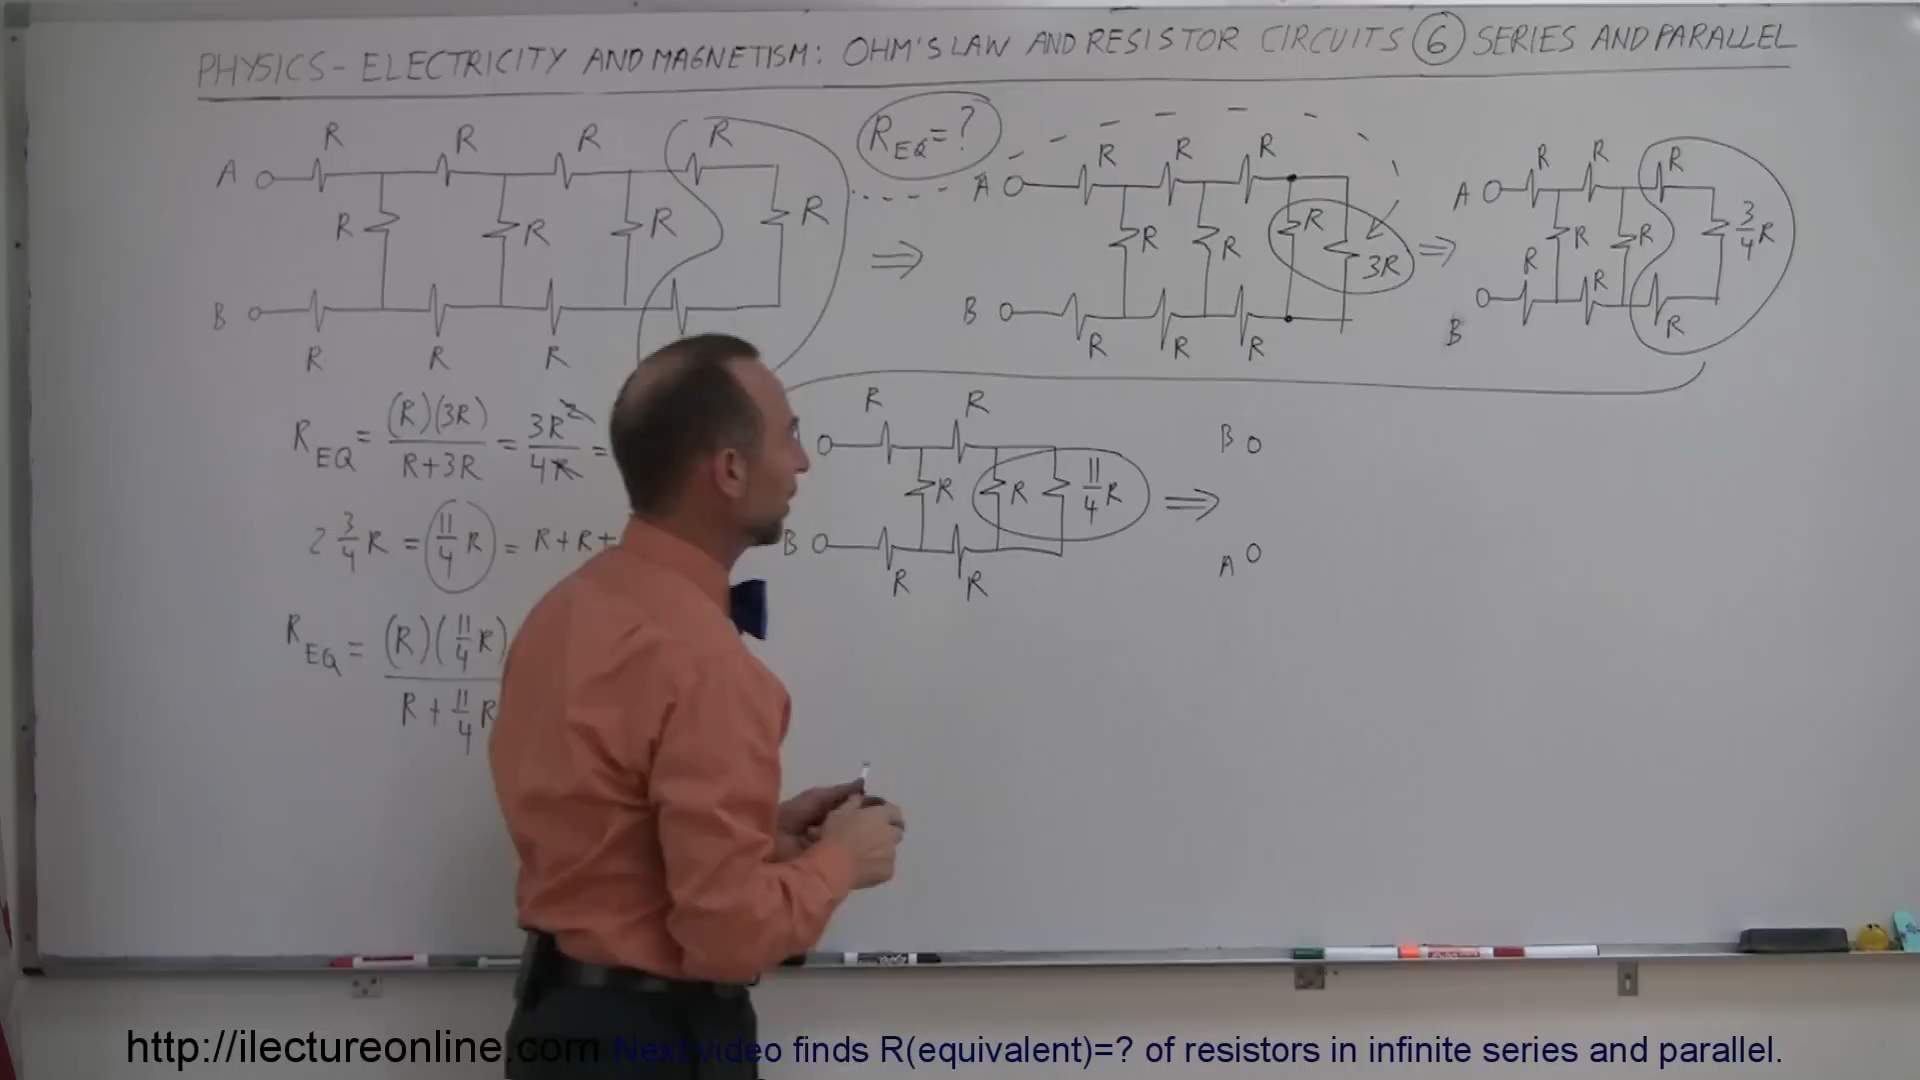 PHYSICS- ELECTRICITY AND MAGNETISM: OHM'S LAW AND RESISTOR CIRCUITS ⑥ SERIES AND PARALLEL
R R R R
A
R R R R
B
R R R
R_EQ = ?
R R R
A
R R R 3R
B
R R R
⇒
R R R
A
R R 3/4 R
R R R
B
⇒
R_EQ = (R)(3R) / R+3R = 3R² / 4R =
2 3/4 R = 11/4 R = R+R+
R_EQ = (R)(11/4 R) / R + 11/4 R
R R
R R 11/4 R
B
R R
⇒
B
A
http://ilectureonline.com Next video finds R(equivalent)=? of resistors in infinite series and parallel.